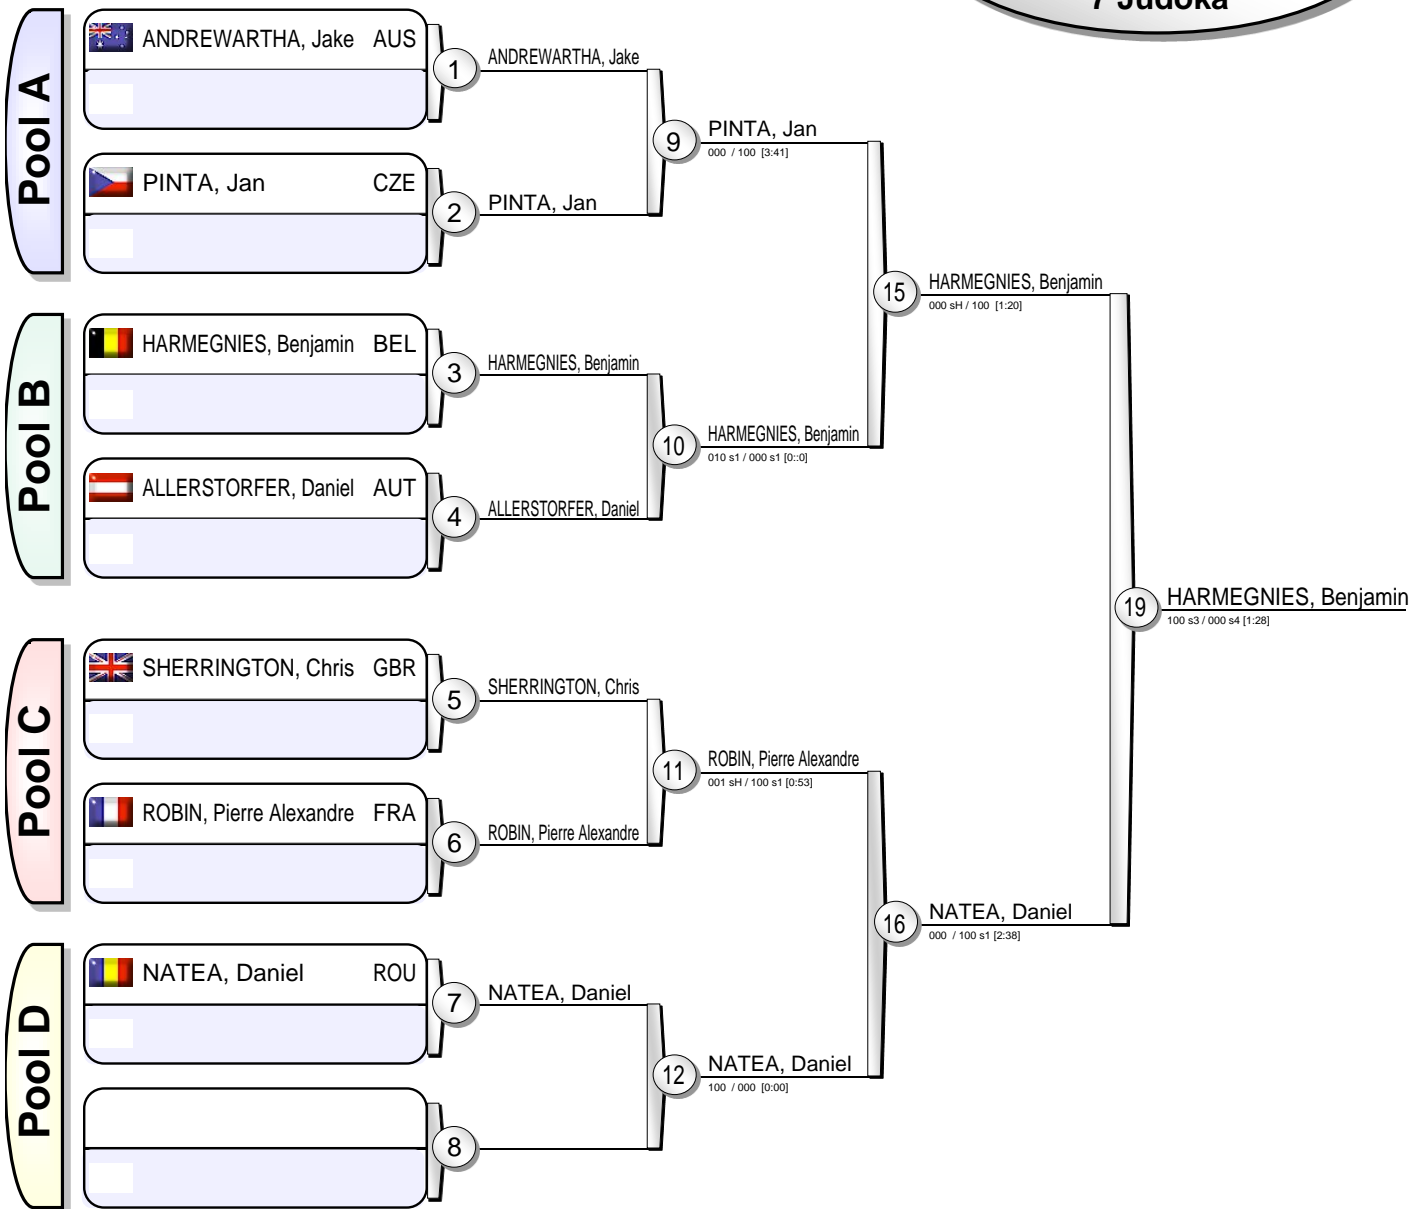 7 Judoka
Pool A
ANDREWARTHA, Jake AUS
1
ANDREWARTHA, Jake
PINTA, Jan CZE
2
PINTA, Jan
9
PINTA, Jan
000 / 100 [3:41]
Pool B
HARMEGNIES, Benjamin BEL
3
HARMEGNIES, Benjamin
ALLERSTORFER, Daniel AUT
4
ALLERSTORFER, Daniel
10
HARMEGNIES, Benjamin
010 s1 / 000 s1 [0::0]
15
HARMEGNIES, Benjamin
000 sH / 100 [1:20]
Pool C
SHERRINGTON, Chris GBR
5
SHERRINGTON, Chris
ROBIN, Pierre Alexandre FRA
6
ROBIN, Pierre Alexandre
11
ROBIN, Pierre Alexandre
001 sH / 100 s1 [0:53]
Pool D
NATEA, Daniel ROU
7
NATEA, Daniel
8
12
NATEA, Daniel
100 / 000 [0:00]
16
NATEA, Daniel
000 / 100 s1 [2:38]
19
HARMEGNIES, Benjamin
100 s3 / 000 s4 [1:28]